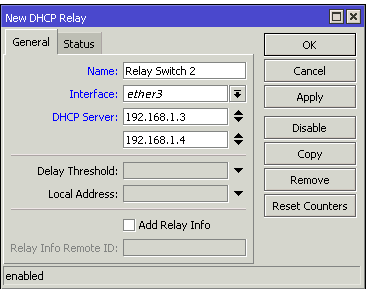 New DHCP Relay
General Status
OK
Name: Relay Switch 2
Cancel
Interface: ether3
Apply
DHCP Server: 192.168.1.3
Disable
192.168.1.4
Copy
Delay Threshold:
Remove
Local Address:
Reset Counters
Add Relay Info
Relay Info Remote ID:
enabled